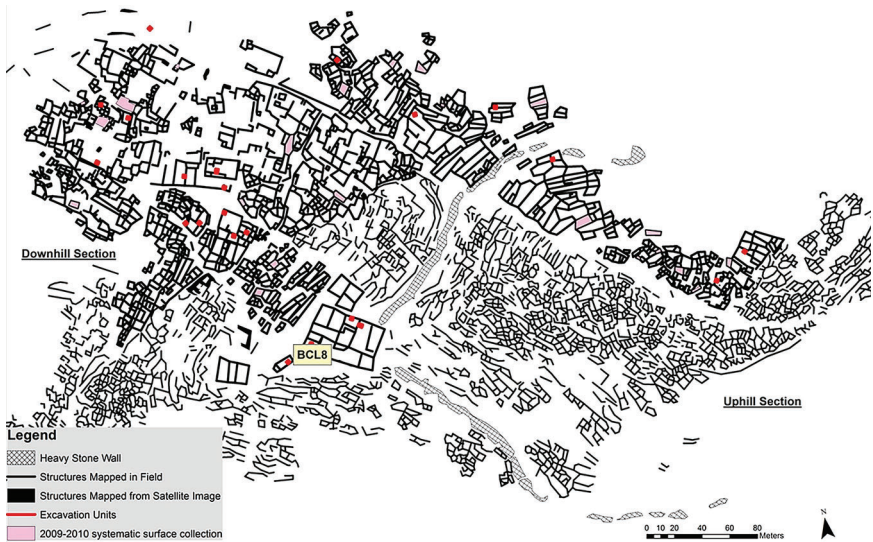 Downhill Section
BCL8
Uphill Section
Legend
Heavy Stone Wall
Structures Mapped in Field
Structures Mapped from Satellite Image
Excavation Units
2009-2010 systematic surface collection
0 10 20 40 60 80
Meters
N